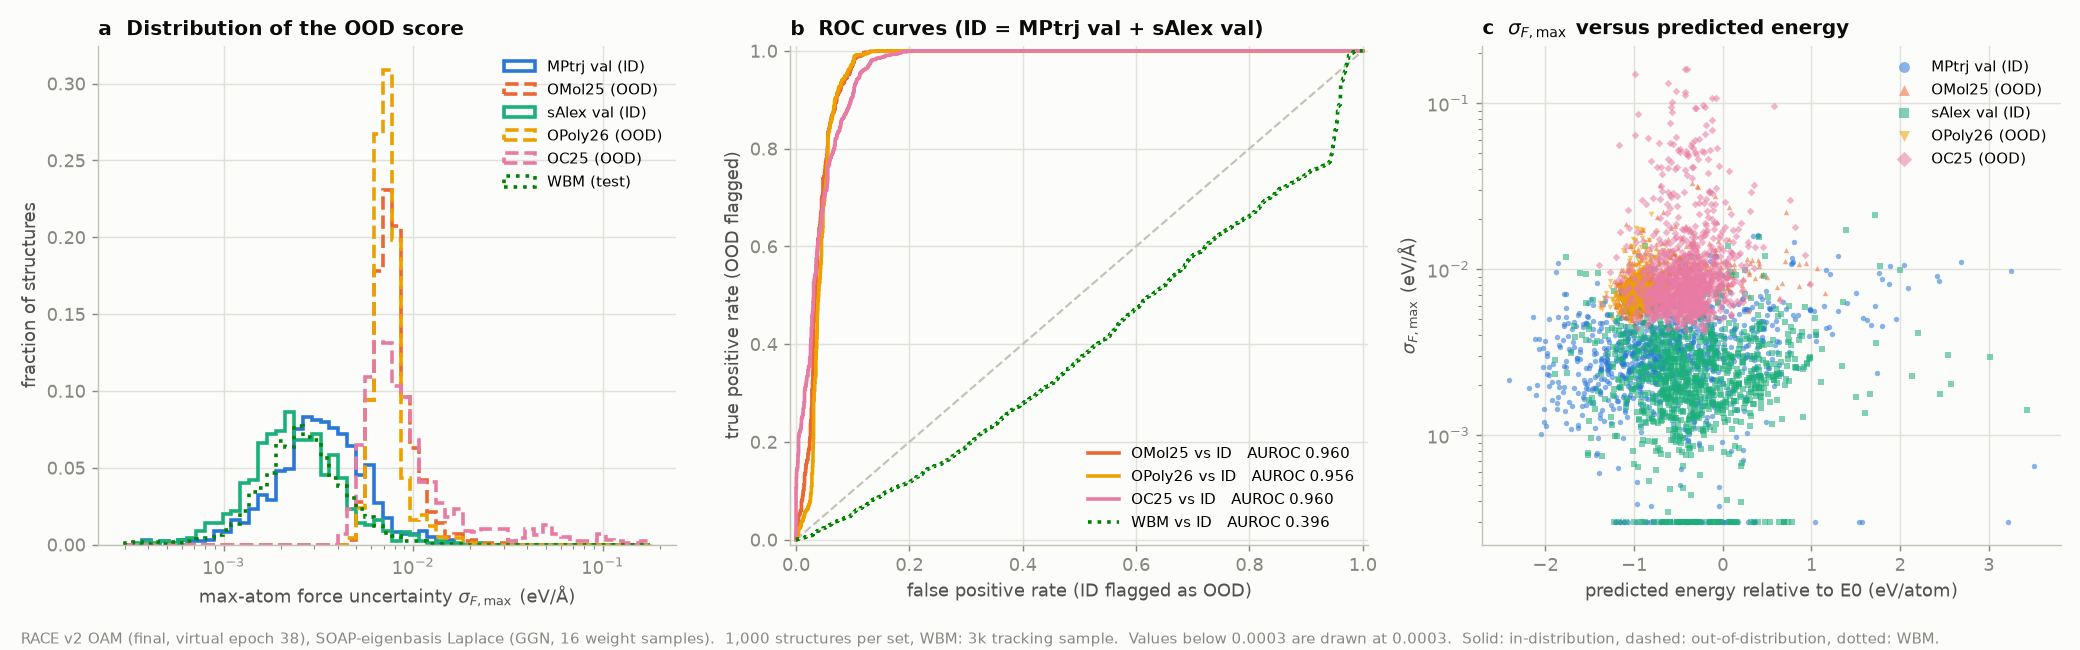 a Distribution of the OOD score
0.30
0.25
0.20
0.15
0.10
0.05
0.00
fraction of structures
10⁻³
10⁻²
10⁻¹
max-atom force uncertainty σF,max (eV/Å)
MPtrj val (ID)
OMol25 (OOD)
sAlex val (ID)
OPoly26 (OOD)
OC25 (OOD)
WBM (test)
b ROC curves (ID = MPtrj val + sAlex val)
1.0
0.8
0.6
0.4
0.2
0.0
true positive rate (OOD flagged)
0.0
0.2
0.4
0.6
0.8
1.0
false positive rate (ID flagged as OOD)
OMol25 vs ID AUROC 0.960
OPoly26 vs ID AUROC 0.956
OC25 vs ID AUROC 0.960
WBM vs ID AUROC 0.396
c σF,max versus predicted energy
10⁻¹
10⁻²
10⁻³
σF,max (eV/Å)
−2
−1
0
1
2
3
predicted energy relative to E0 (eV/atom)
MPtrj val (ID)
OMol25 (OOD)
sAlex val (ID)
OPoly26 (OOD)
OC25 (OOD)
RACE v2 OAM (final, virtual epoch 38), SOAP-eigenbasis Laplace (GGN, 16 weight samples). 1,000 structures per set, WBM: 3k tracking sample. Values below 0.0003 are drawn at 0.0003. Solid: in-distribution, dashed: out-of-distribution, dotted: WBM.